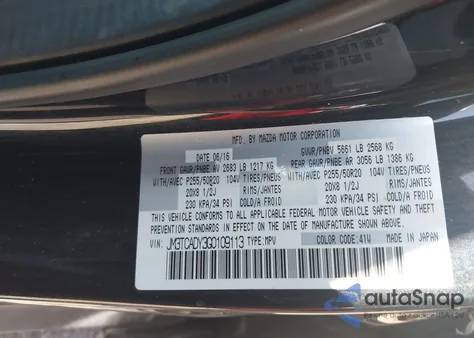 MFD. BY MAZDA MOTOR CORPORATION
DATE 06/16 GVWR/PNBV 5661 LB 2568 KG
FRONT GAWR/PNBE AV 2683 LB 1217 KG REAR GAWR/PNBE AR 3056 LB 1386 KG
WITH/AVEC P255/50R20 104V TIRES/PNEUS WITH/AVEC P255/50R20 104V TIRES/PNEUS
20X8 1/2J RIMS/JANTES 20X8 1/2J RIMS/JANTES
230 KPA/34 PSI COLD/A FROID 230 KPA/34 PSI COLD/A FROID
THIS VEHICLE CONFORMS TO ALL APPLICABLE FEDERAL MOTOR VEHICLE SAFETY AND THEFT
PREVENTION STANDARDS IN EFFECT ON THE DATE OF MANUFACTURE SHOWN ABOVE.
VIN: JM3TCADY3G0109113 TYPE: MPV COLOR: 41W MADE IN JAPAN
autoSnap